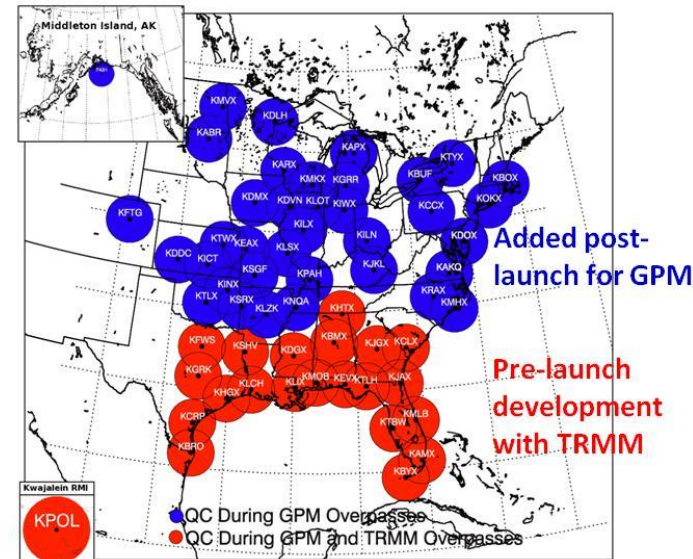 Middleton Island, AK
PAIH
KMVX
KDLH
KABR
KAPX
KTYX
KARX
KMKX
KGRR
KBUF
KBOX
KDMX
KDVN
KLOT
KIWX
KOKX
KCCX
KFTG
KILX
KTWX
KEAX
KLSX
KILN
KDOX
Added post-
launch for GPM
KDDC
KICT
KSGF
KJKL
KAKQ
KINX
KPAH
KRAX
KTLX
KSRX
KLZK
KNQA
KMHX
KHTX
KFWS
KSHV
KDGX
KBMX
KJGX
KCLX
Pre-launch
development
with TRMM
KGRK
KHGX
KLCH
KLIX
KMOB
KEVX
KTLH
KJAX
KCRP
KTBW
KMLB
KBRO
KAMX
KBYX
Kwajalein RMI
KPOL
QC During GPM Overpasses
QC During GPM and TRMM Overpasses